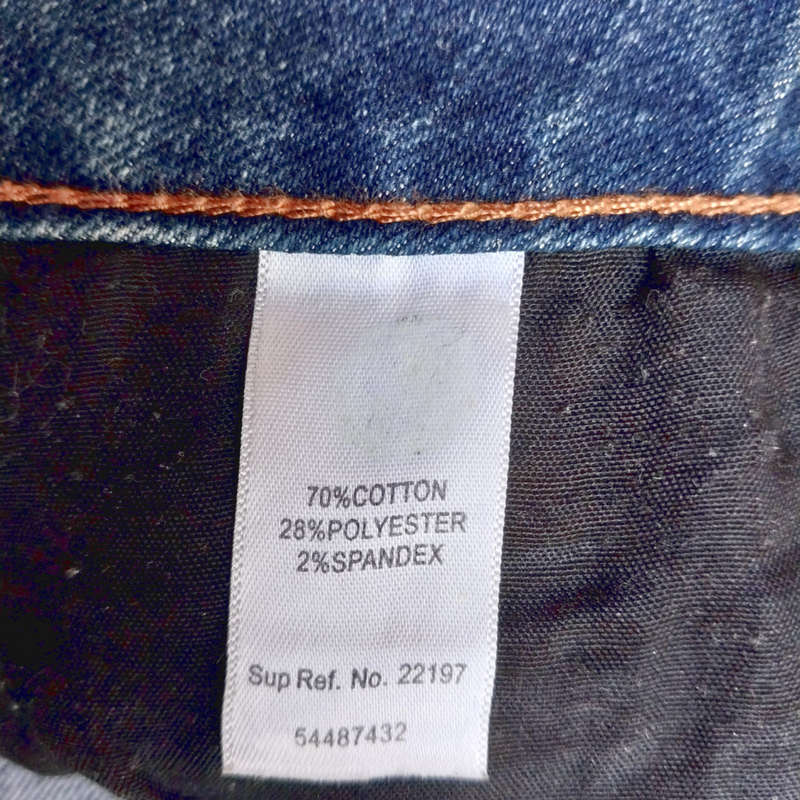 70%COTTON
28%POLYESTER
2%SPANDEX
Sup Ref. No. 22197
54487432